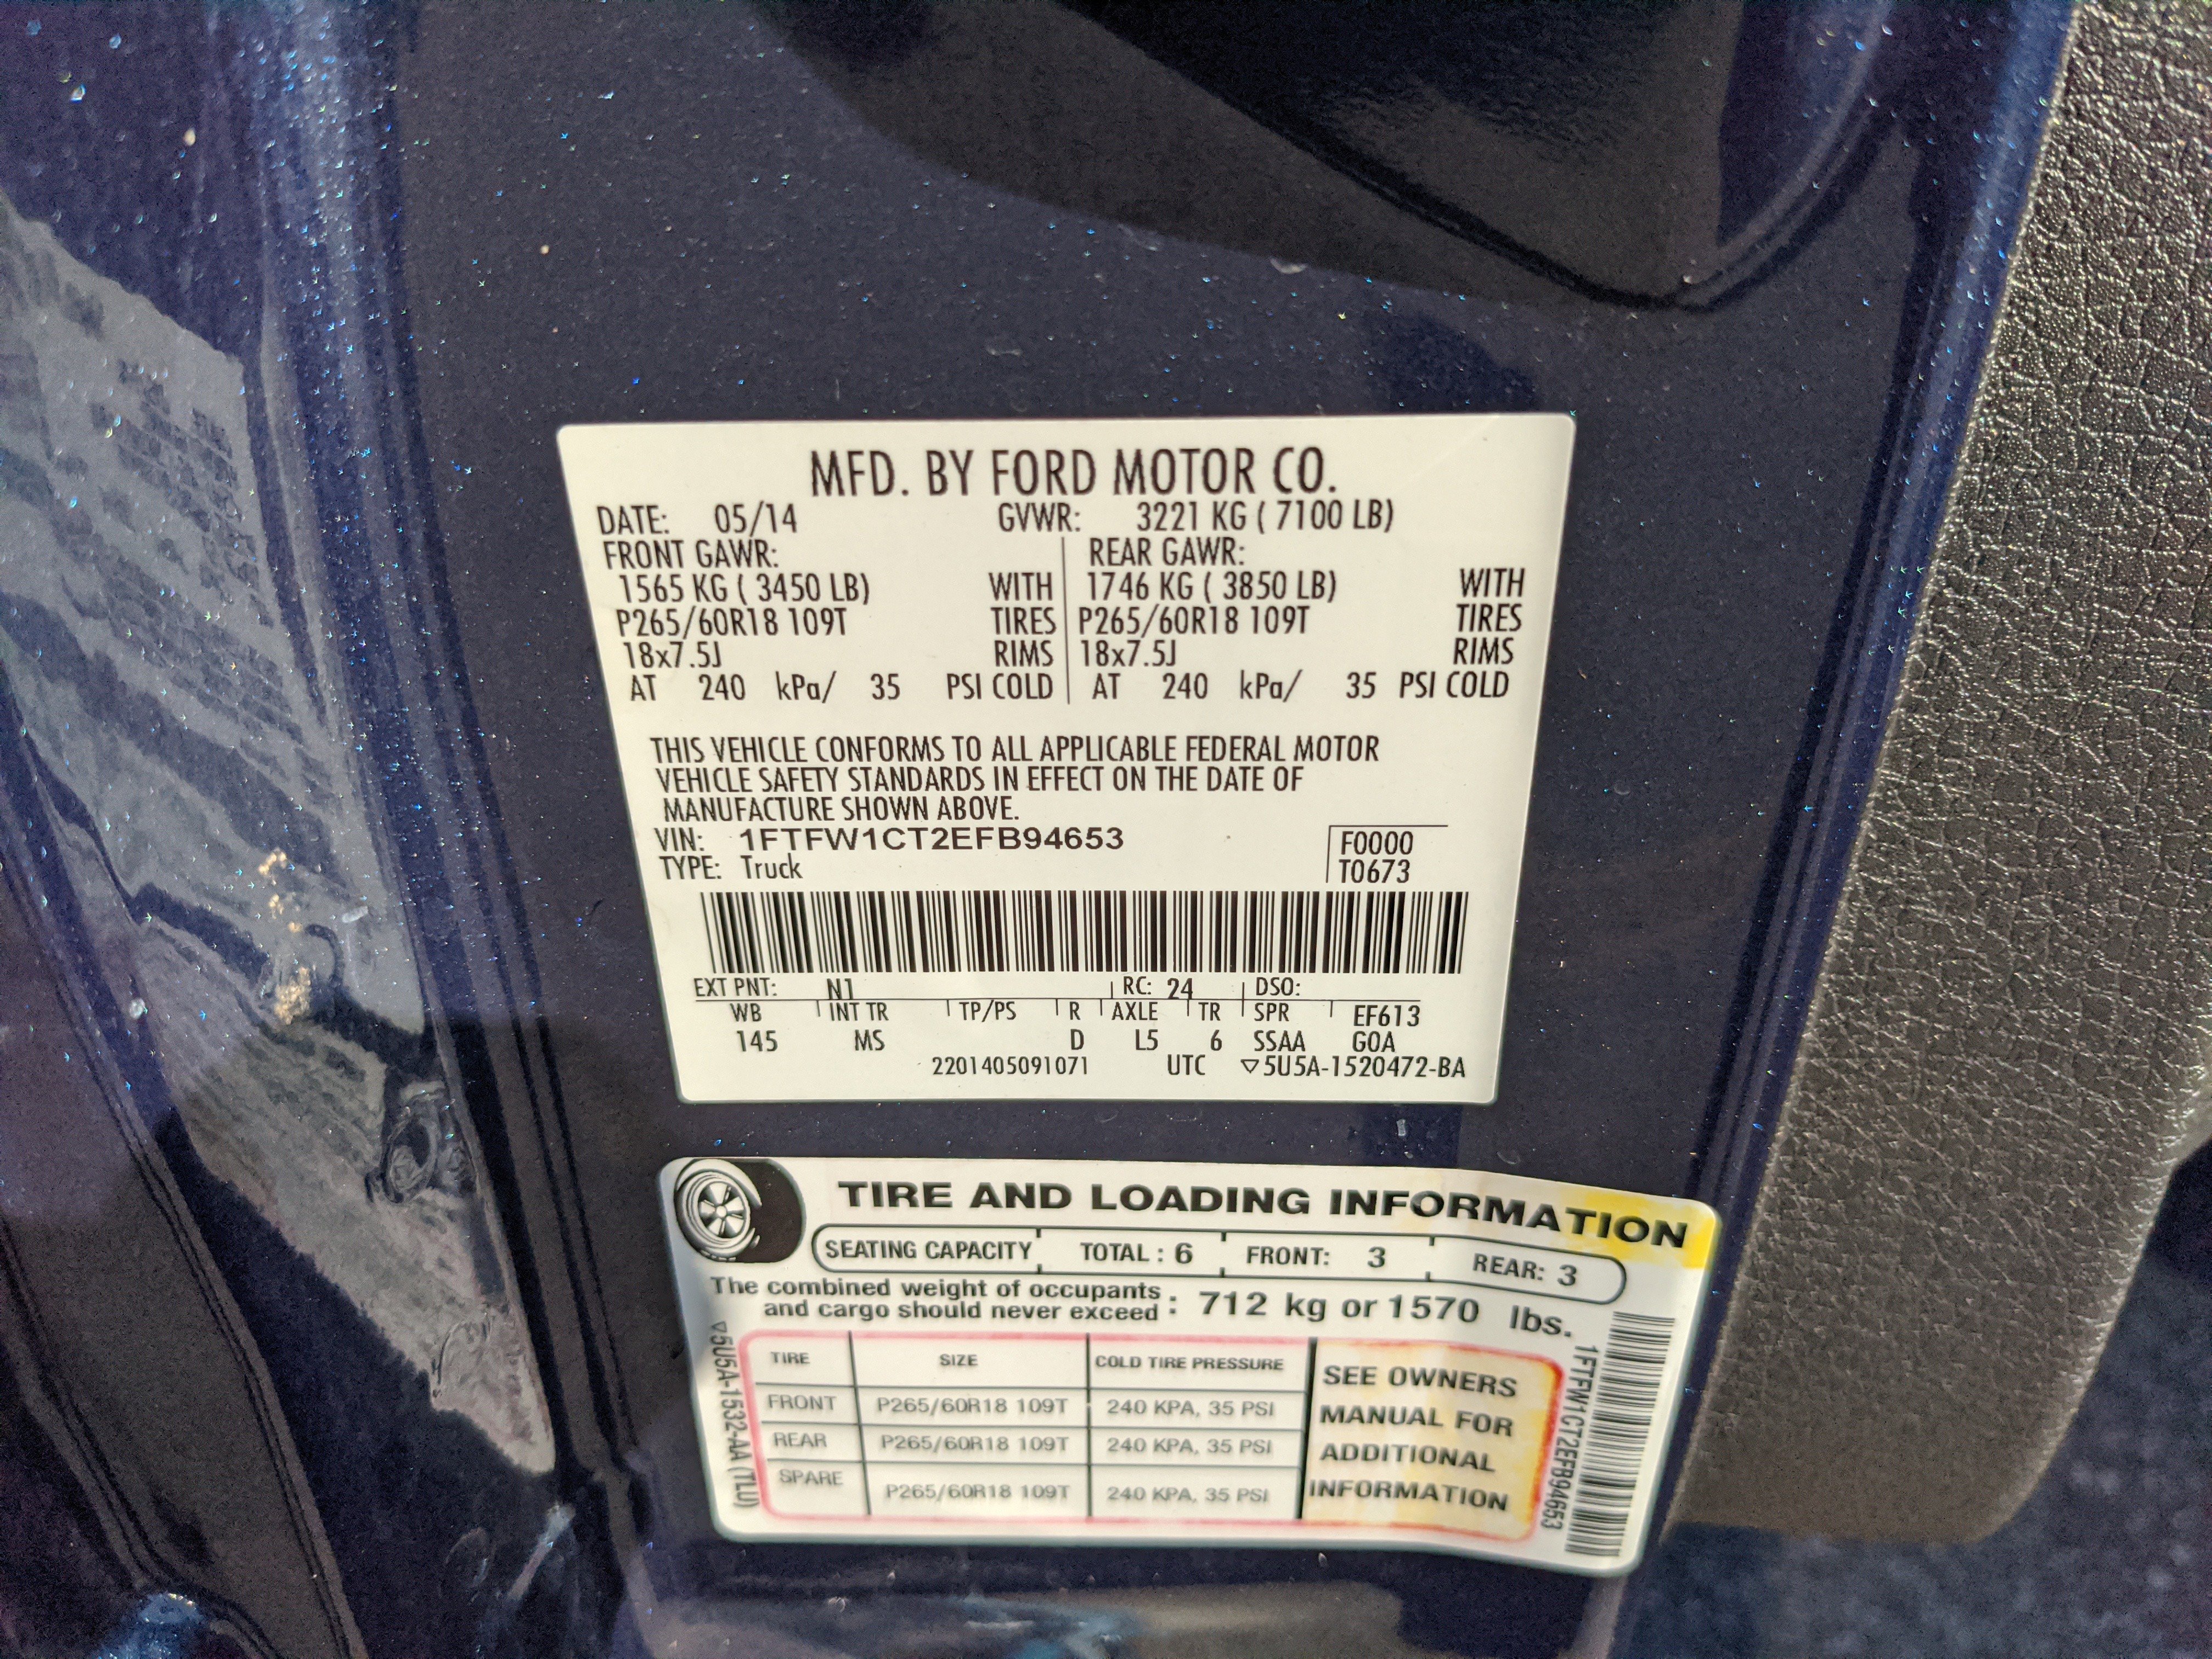 MFD. BY FORD MOTOR CO.
DATE: 05/14 GVWR: 3221 KG ( 7100 LB)
FRONT GAWR: REAR GAWR:
1565 KG ( 3450 LB) WITH 1746 KG ( 3850 LB) WITH
P265/60R18 109T TIRES P265/60R18 109T TIRES
18x7.5J RIMS 18x7.5J RIMS
AT 240 kPa/ 35 PSI COLD AT 240 kPa/ 35 PSI COLD
THIS VEHICLE CONFORMS TO ALL APPLICABLE FEDERAL MOTOR
VEHICLE SAFETY STANDARDS IN EFFECT ON THE DATE OF
MANUFACTURE SHOWN ABOVE.
VIN: 1FTFW1CT2EFB94653 F0000
TYPE: Truck T0673
EXT PNT: N1 RC: 24 DSO:
WB INT TR TP/PS R AXLE TR SPR EF613
145 MS D L5 6 SSAA GOA
2201405091071 UTC ▽5U5A-1520472-BA
TIRE AND LOADING INFORMATION
SEATING CAPACITY TOTAL : 6 FRONT: 3 REAR: 3
The combined weight of occupants
and cargo should never exceed : 712 kg or 1570 lbs.
TIRE SIZE COLD TIRE PRESSURE
FRONT P265/60R18 109T 240 KPA, 35 PSI
REAR P265/60R18 109T 240 KPA, 35 PSI
SPARE P265/60R18 109T 240 KPA, 35 PSI
SEE OWNERS
MANUAL FOR
ADDITIONAL
INFORMATION
▽5U5A-1532-AA (TLU)
1FTFW1CT2EFB94653